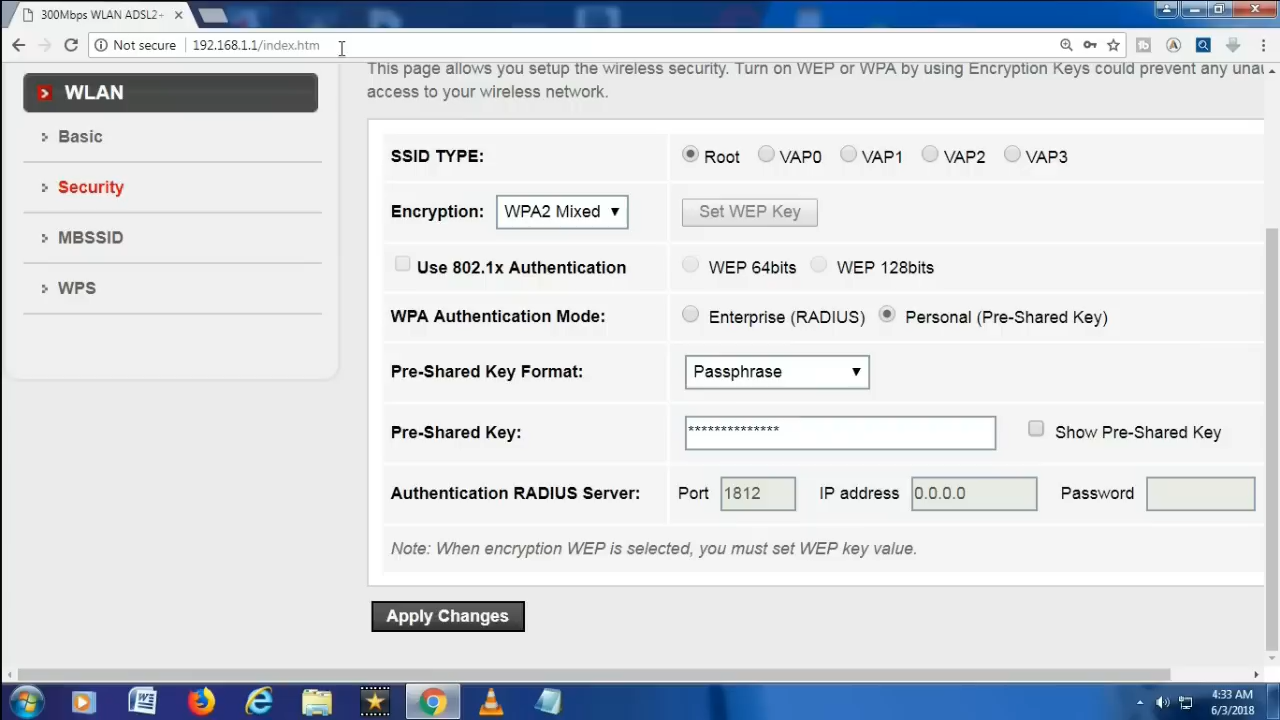 300Mbps WLAN ADSL2+
Not secure 192.168.1.1/index.htm
This page allows you setup the wireless security. Turn on WEP or WPA by using Encryption Keys could prevent any
access to your wireless network.
WLAN
Basic
Security
MBSSID
WPS
SSID TYPE: Root VAP0 VAP1 VAP2 VAP3
Encryption: WPA2 Mixed Set WEP Key
Use 802.1x Authentication WEP 64bits WEP 128bits
WPA Authentication Mode: Enterprise (RADIUS) Personal (Pre-Shared Key)
Pre-Shared Key Format: Passphrase
Pre-Shared Key: ************** Show Pre-Shared Key
Authentication RADIUS Server: Port 1812 IP address 0.0.0.0 Password
Note: When encryption WEP is selected, you must set WEP key value.
Apply Changes
4:33 AM
6/3/2018